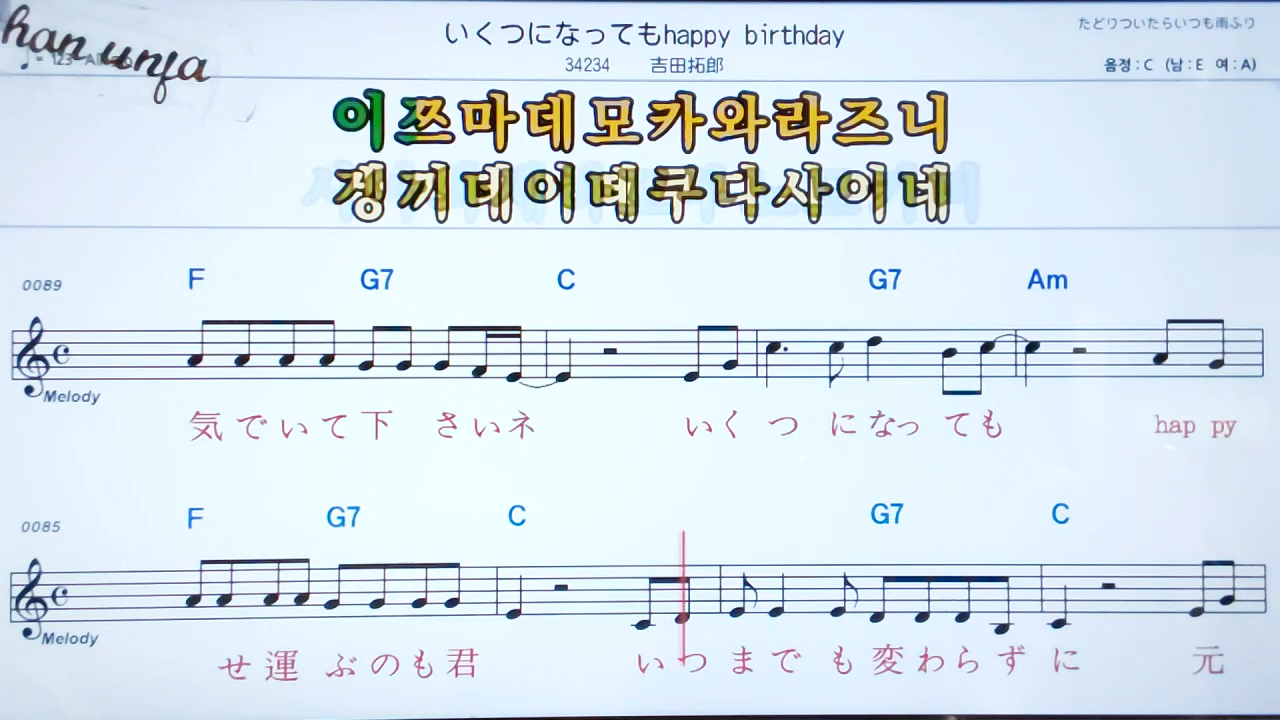 han unfa
いくつになってもhappy birthday
たどりついたらいつも雨ふり
34234 吉田拓郎
음정:C (남:E 여:A)
이쯔마데모카와라즈니
겡끼데이데쿠다사이네
0089 F G7 C G7 Am
Melody
気でいて下さいネ いくつになっても hap py
0085 F G7 C G7 C
Melody
せ運ぶのも君 いつまでも変わらずに 元